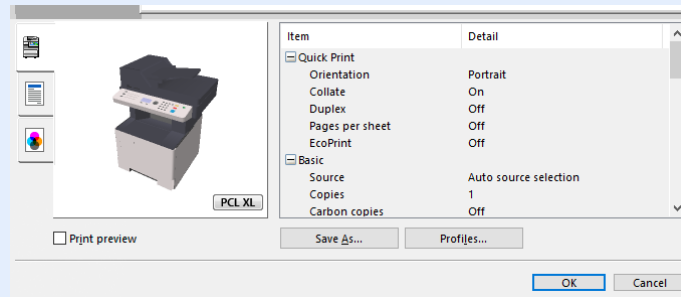 Item Detail
Quick Print
Orientation Portrait
Collate On
Duplex Off
Pages per sheet Off
EcoPrint Off
Basic
Source Auto source selection
Copies 1
Carbon copies Off
PCL XL
Print preview Save As... Profiles...
OK Cancel